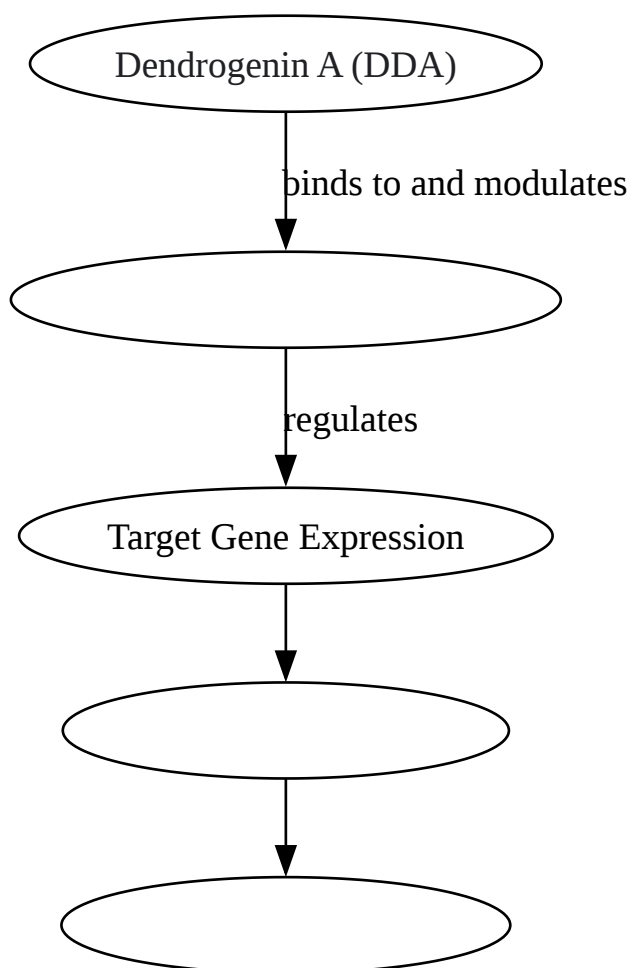 Dendrogenin A (DDA)
binds to and modulates
regulates
Target Gene Expression